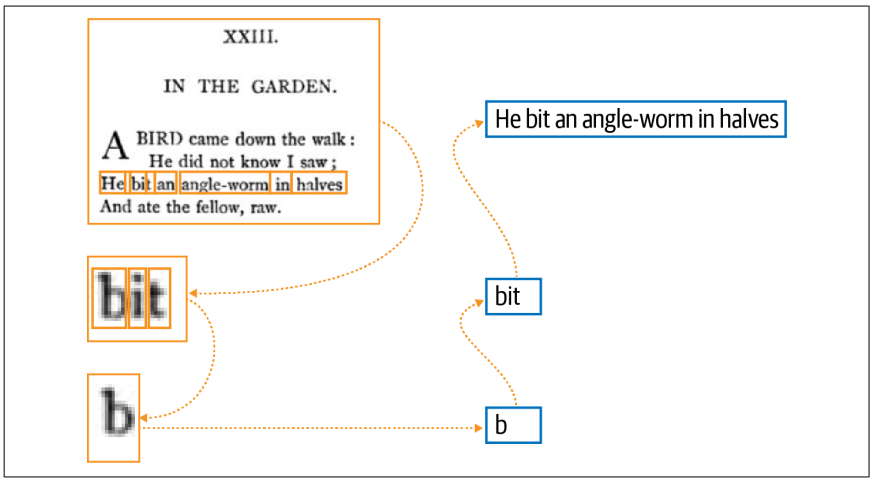 XXIII.
IN THE GARDEN.
A BIRD came down the walk :
He did not know I saw ;
He bit an angle-worm in halves
And ate the fellow, raw.
He bit an angle-worm in halves
bit
bit
b
b